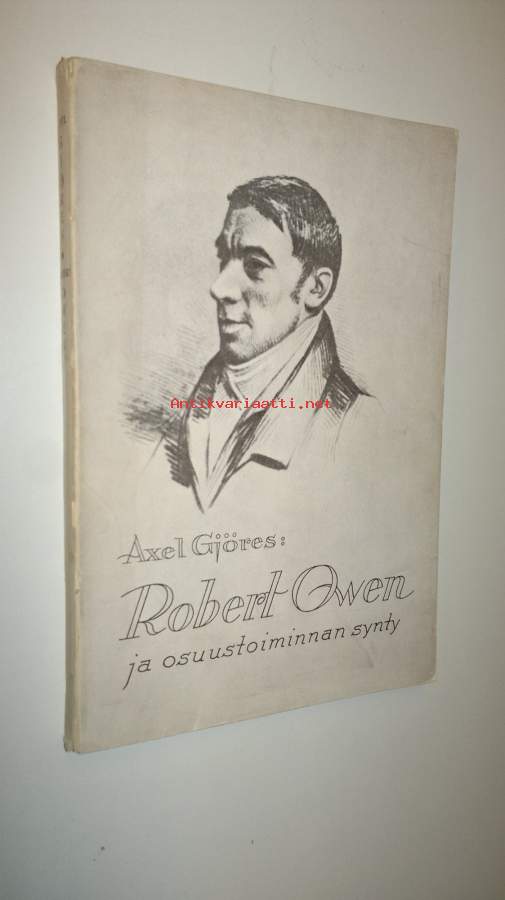 Antikvariaatti.net
Axel Gjöres:
Robert Owen
ja osuustoiminnan synty